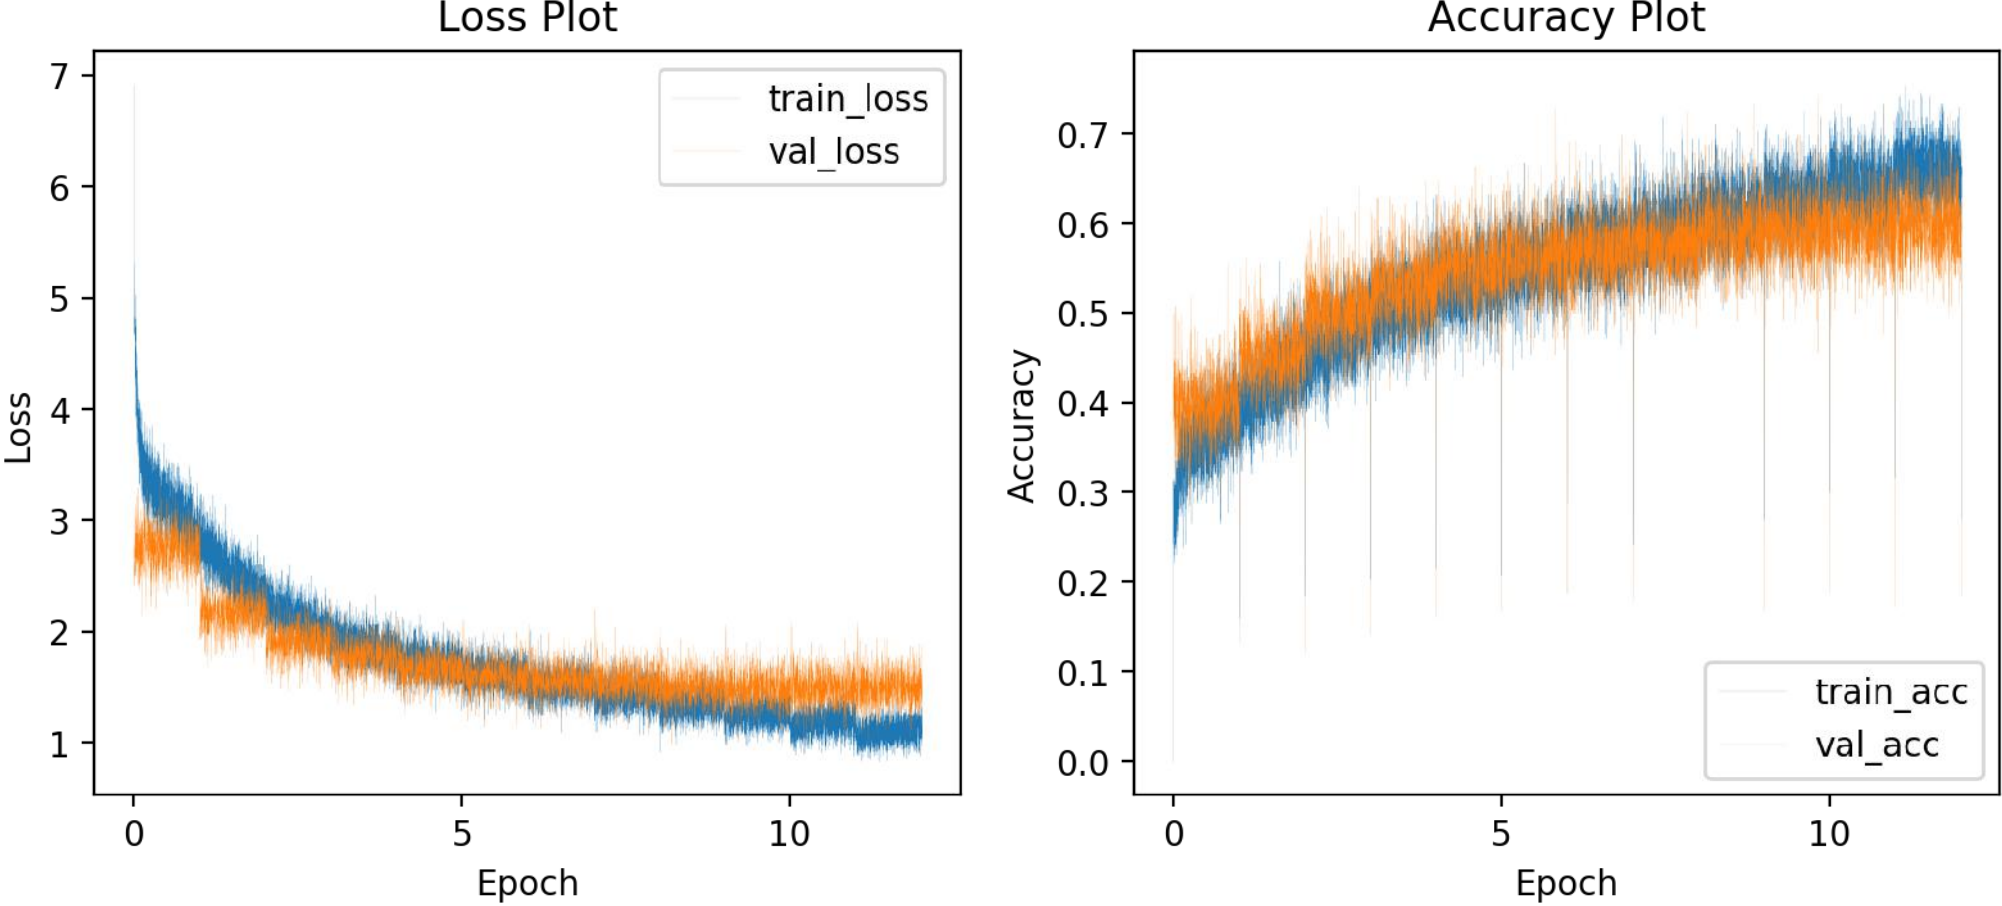 Loss Plot
7
6
5
4
3
2
1
Loss
train_loss
val_loss
0
5
10
Epoch
Accuracy Plot
0.7
0.6
0.5
0.4
0.3
0.2
0.1
0.0
Accuracy
train_acc
val_acc
0
5
10
Epoch